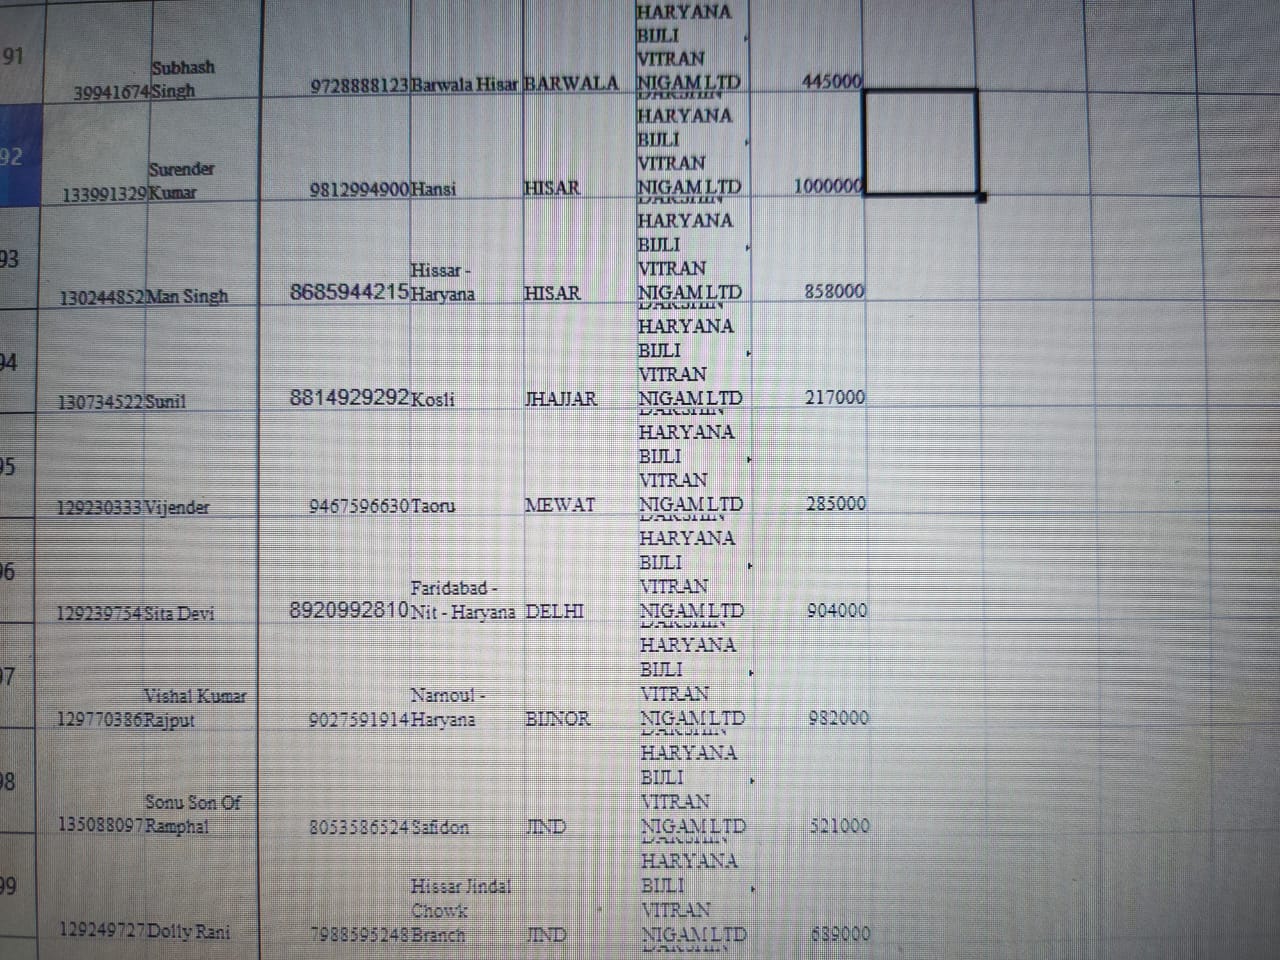 91 39941674 Subhash Singh 9728888123 Barwala Hisar BARWALA HARYANA BIJLI VITRAN NIGAM LTD 445000
92 133991329 Surender Kumar 9812994900 Hansi HISAR DAKSHIN HARYANA BIJLI VITRAN NIGAM LTD 1000000
93 130244852 Man Singh 8685944215 Hissar - Haryana HISAR DAKSHIN HARYANA BIJLI VITRAN NIGAM LTD 858000
94 130734522 Sunil 8814929292 Kosli JHAJJAR DAKSHIN HARYANA BIJLI VITRAN NIGAM LTD 217000
95 129230333 Vijender 9467596630 Taoru MEWAT DAKSHIN HARYANA BIJLI VITRAN NIGAM LTD 285000
96 129239754 Sita Devi 8920992810 Faridabad - Nit - Haryana DELHI DAKSHIN HARYANA BIJLI VITRAN NIGAM LTD 904000
97 129770386 Vishal Kumar Rajput 9027591914 Narnoul - Haryana BIJNOR DAKSHIN HARYANA BIJLI VITRAN NIGAM LTD 982000
98 135088097 Sonu Son Of Ramphal 8053586524 Safidon JIND DAKSHIN HARYANA BIJLI VITRAN NIGAM LTD 521000
99 129249727 Dolly Rani 7988595248 Hissar Jindal Chowk Branch JIND DAKSHIN HARYANA BIJLI VITRAN NIGAM LTD 689000